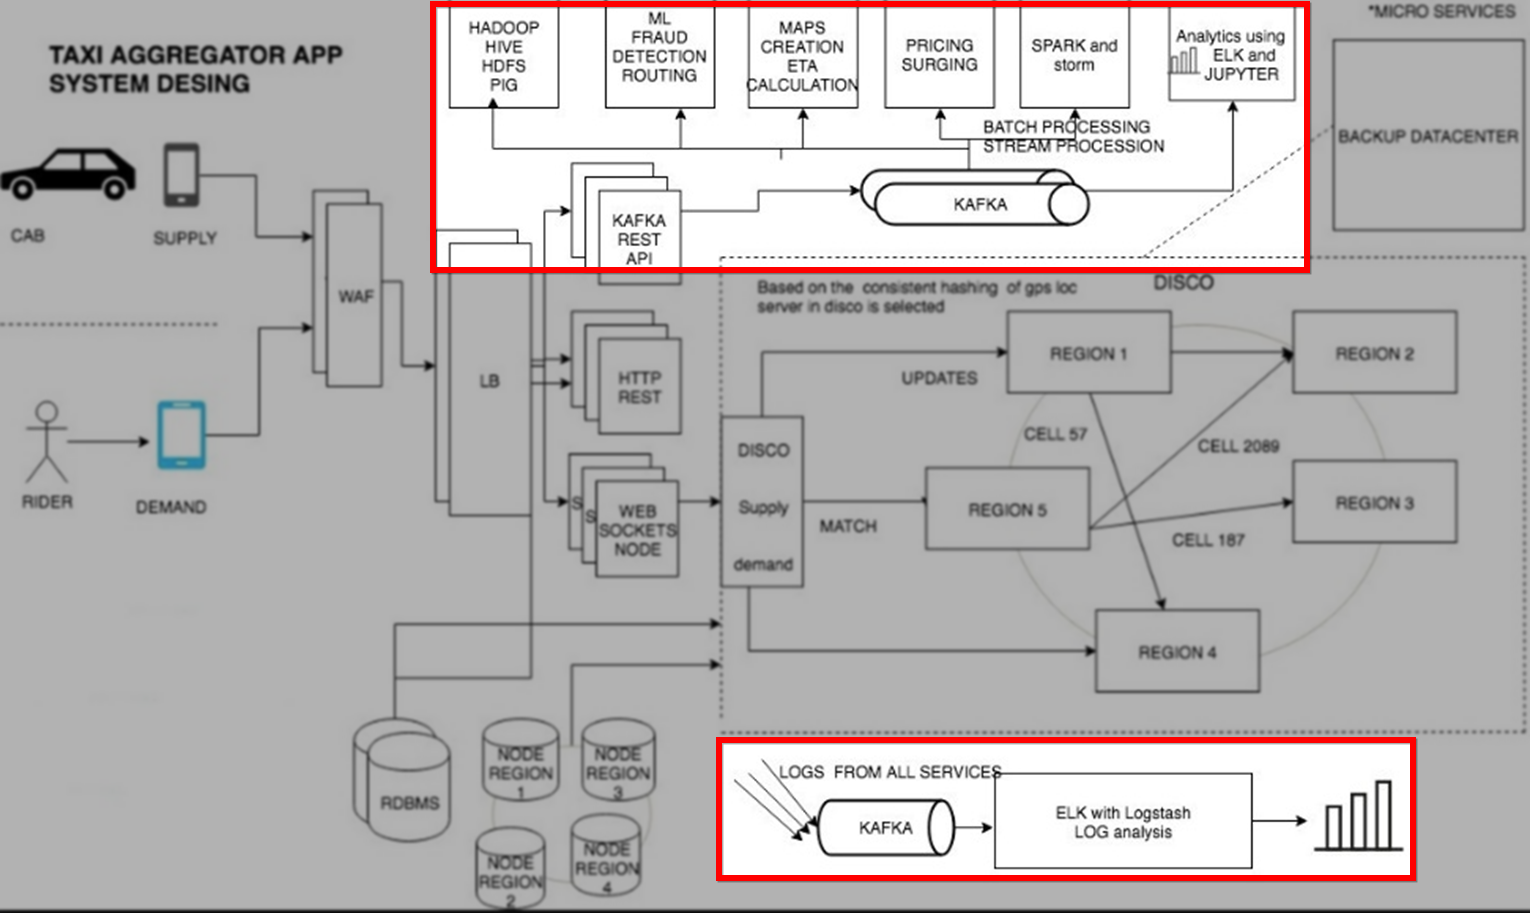 TAXI AGGREGATOR APP
SYSTEM DESING
HADOOP
HIVE
HDFS
PIG
ML
FRAUD
DETECTION
ROUTING
MAPS
CREATION
ETA
CALCULATION
PRICING
SURGING
SPARK and
storm
Analytics using
ELK and
JUPYTER
*MICRO SERVICES
BACKUP DATACENTER
BATCH PROCESSING
STREAM PROCESSION
KAFKA
KAFKA
REST
API
CAB
SUPPLY
WAF
LB
RIDER
DEMAND
HTTP
REST
S
S
WEB
SOCKETS
NODE
Based on the consistent hashing of gps loc
server in disco is selected
DISCO
UPDATES
REGION 1
REGION 2
CELL 57
CELL 2089
DISCO
Supply
demand
MATCH
REGION 5
REGION 3
CELL 187
REGION 4
RDBMS
NODE
REGION
1
NODE
REGION
3
NODE
REGION
2
NODE
REGION
4
LOGS FROM ALL SERVICES
KAFKA
ELK with Logstash
LOG analysis